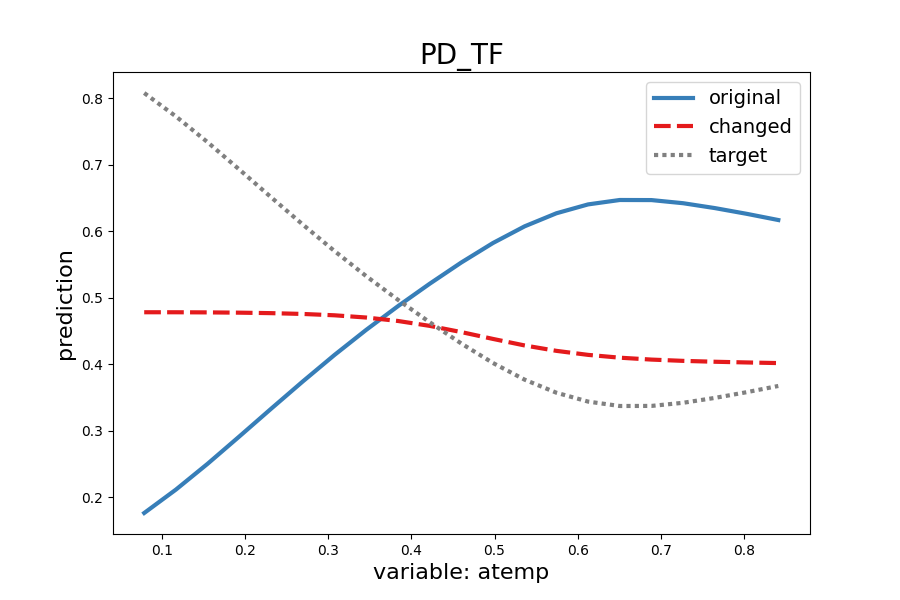 PD_TF
original
changed
target
prediction
0.8
0.7
0.6
0.5
0.4
0.3
0.2
0.1 0.2 0.3 0.4 0.5 0.6 0.7 0.8
variable: atemp